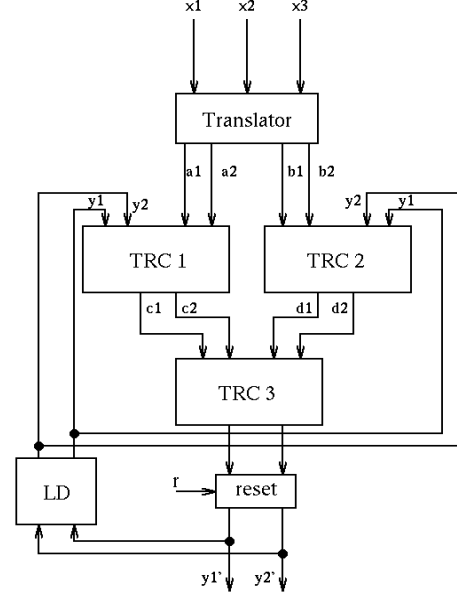 x1 x2 x3
Translator
a1 a2 b1 b2
y1 y2 y2 y1
TRC 1 TRC 2
c1 c2 d1 d2
TRC 3
LD r reset
y1' y2'